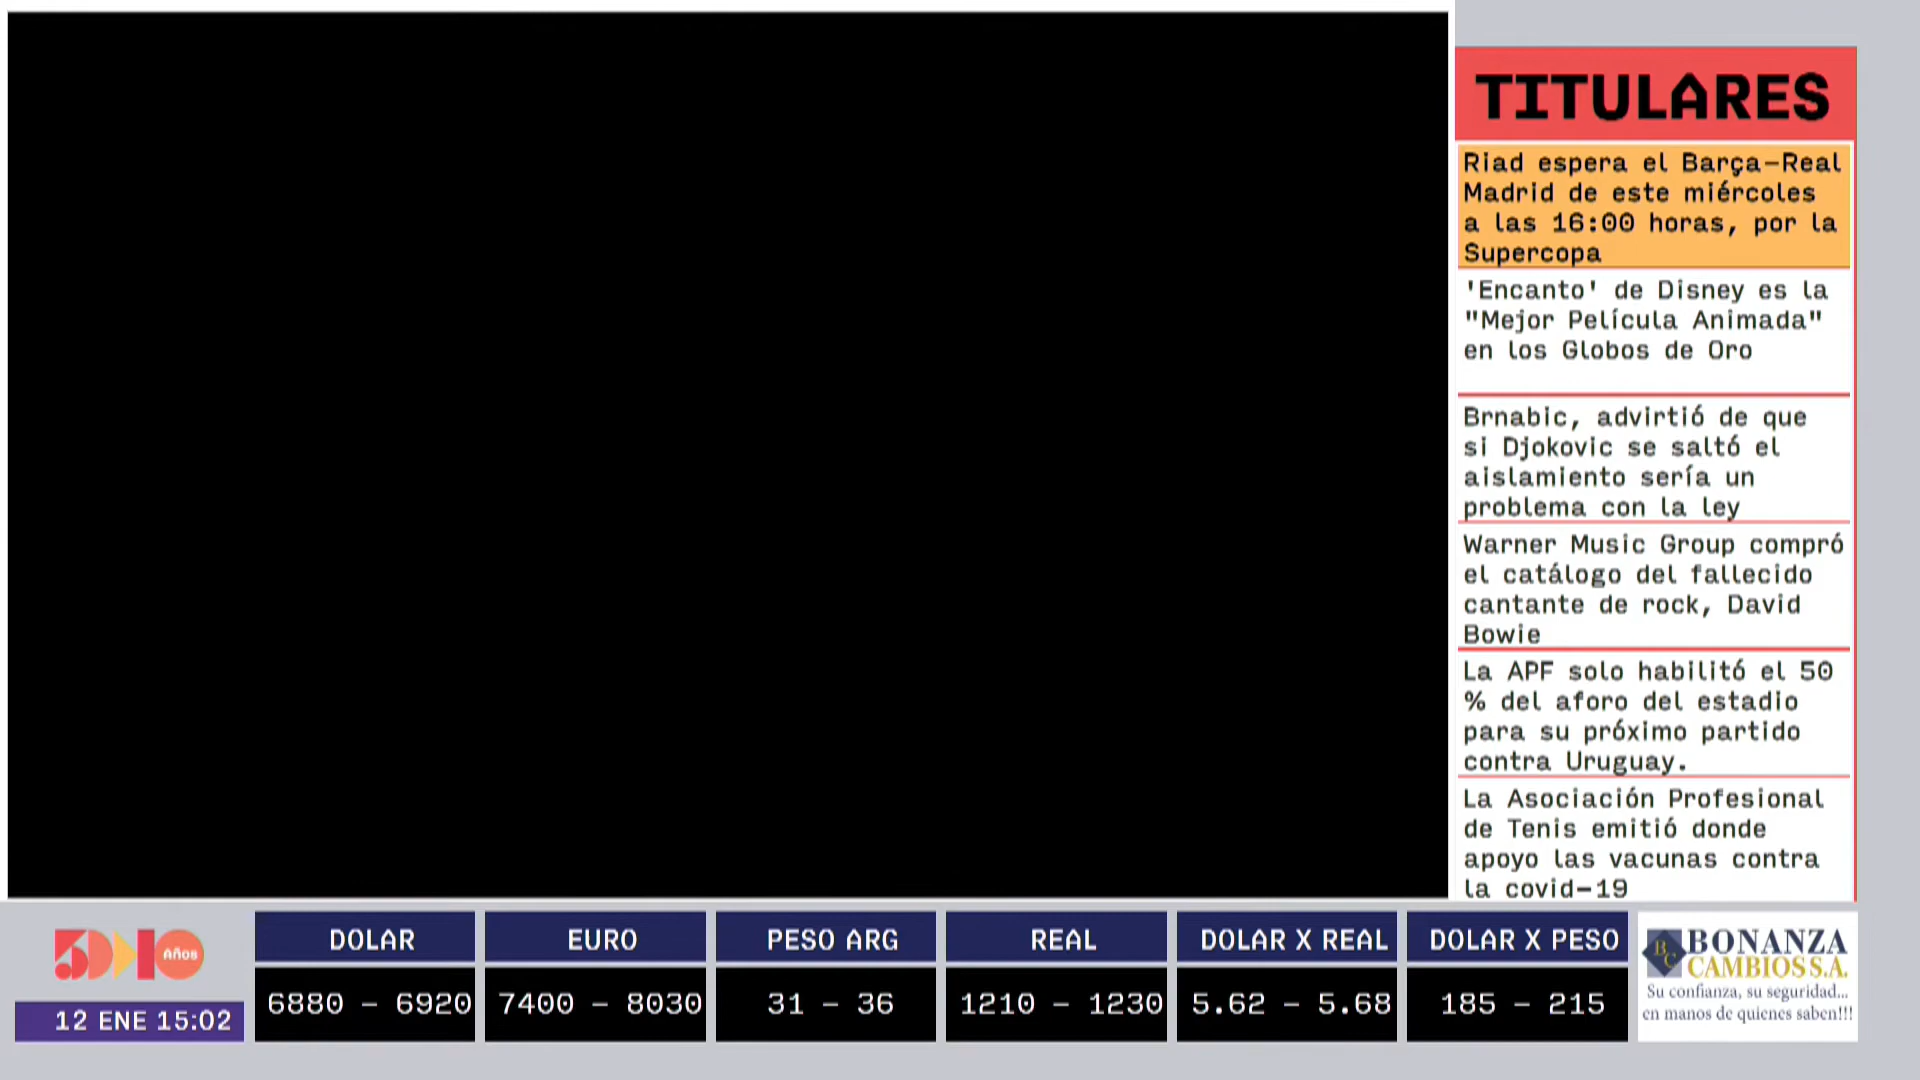 TITULARES
Riad espera el Barça-Real
Madrid de este miércoles
a las 16:00 horas, por la
Supercopa
'Encanto' de Disney es la
"Mejor Película Animada"
en los Globos de Oro
Brnabic, advirtió de que
si Djokovic se saltó el
aislamiento sería un
problema con la ley
Warner Music Group compró
el catálogo del fallecido
cantante de rock, David
Bowie
La APF solo habilitó el 50
% del aforo del estadio
para su próximo partido
contra Uruguay.
La Asociación Profesional
de Tenis emitió donde
apoyo las vacunas contra
la covid-19
Años
12 ENE 15:02
DOLAR
6880 - 6920
EURO
7400 - 8030
PESO ARG
31 - 36
REAL
1210 - 1230
DOLAR X REAL
5.62 - 5.68
DOLAR X PESO
185 - 215
BC BONANZA
CAMBIOS S.A.
Su confianza, su seguridad...
en manos de quienes saben!!!